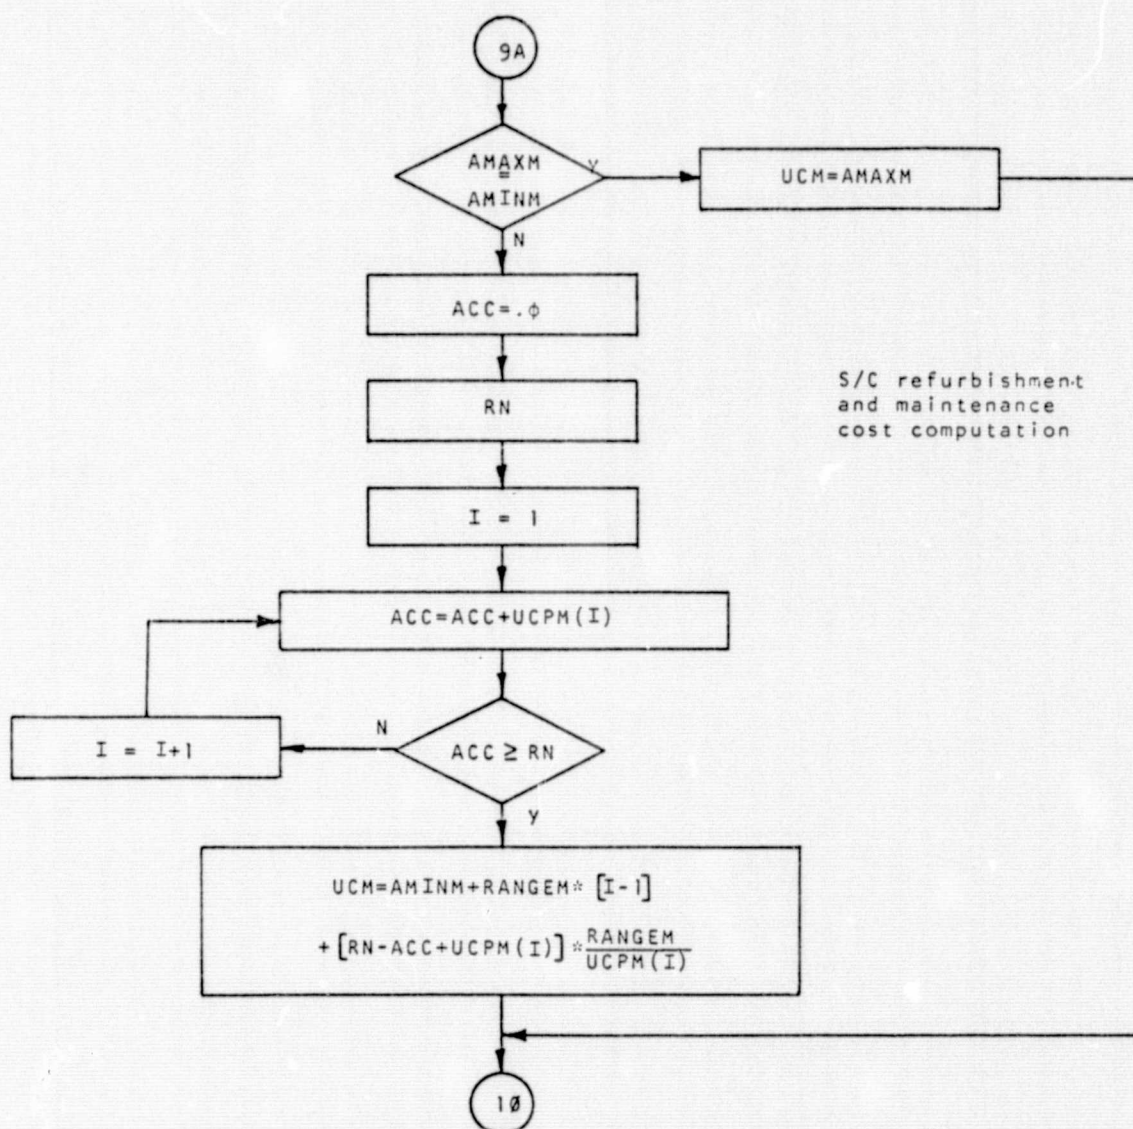 9A
AMAXM
=
AMINM
Y
UCM=AMAXM
N
ACC=.φ
RN
S/C refurbishment
and maintenance
cost computation
I = 1
ACC=ACC+UCPM(I)
N
I = I+1
ACC ≥ RN
y
UCM=AMINM+RANGEM* [I-1]
+[RN-ACC+UCPM(I)]*RANGEM
UCPM(I)
10